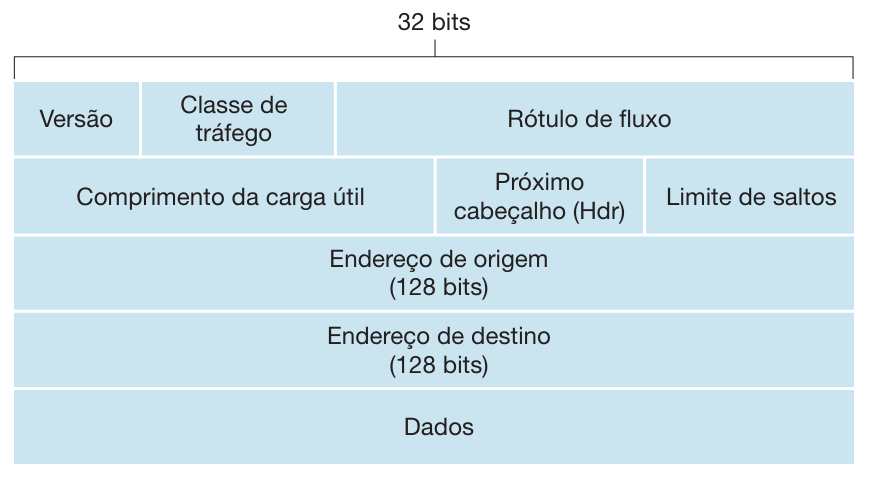 32 bits
Versão
Classe de
tráfego
Rótulo de fluxo
Comprimento da carga útil
Próximo
cabeçalho (Hdr)
Limite de saltos
Endereço de origem
(128 bits)
Endereço de destino
(128 bits)
Dados